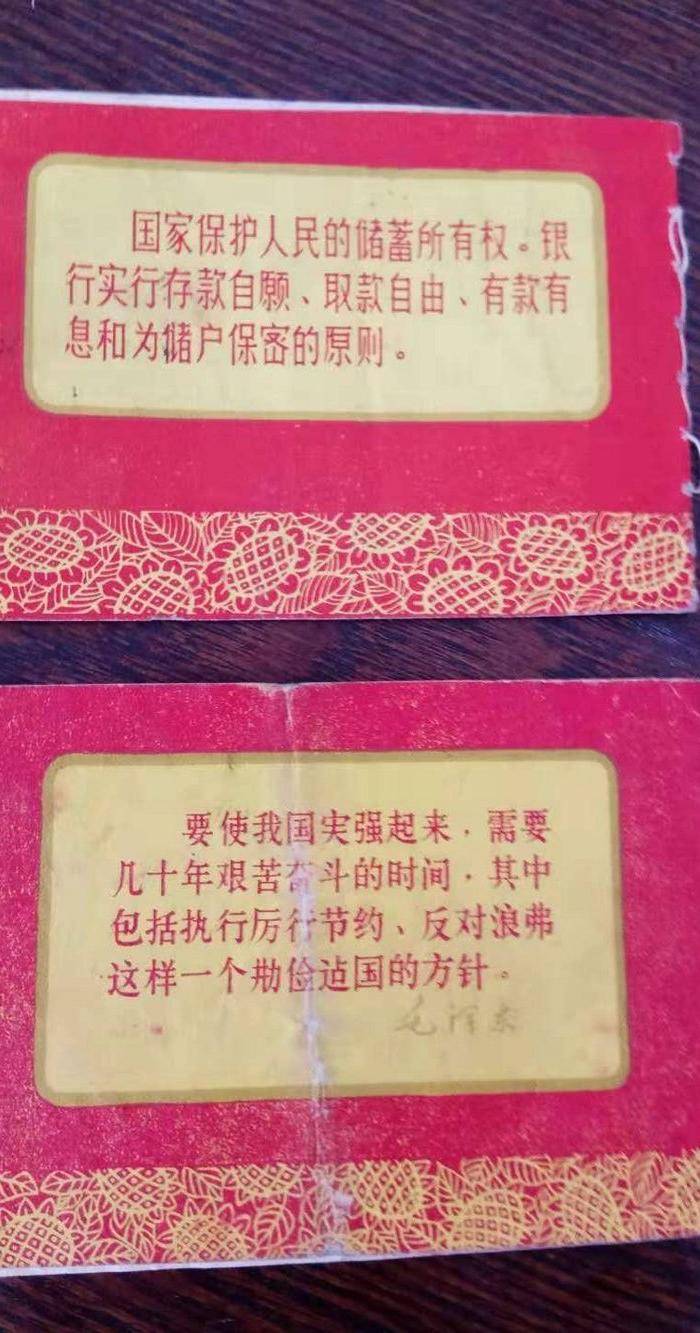 国家保护人民的储蓄所有权。银
行实行存款自愿、取款自由、有款有
息和为储户保密的原则。
要使我国実强起来，需要
几十年艰苦奋斗的时间，其中
包括执行厉行节约、反对浪弗
这样一个俭迠国的方针。
毛泽东